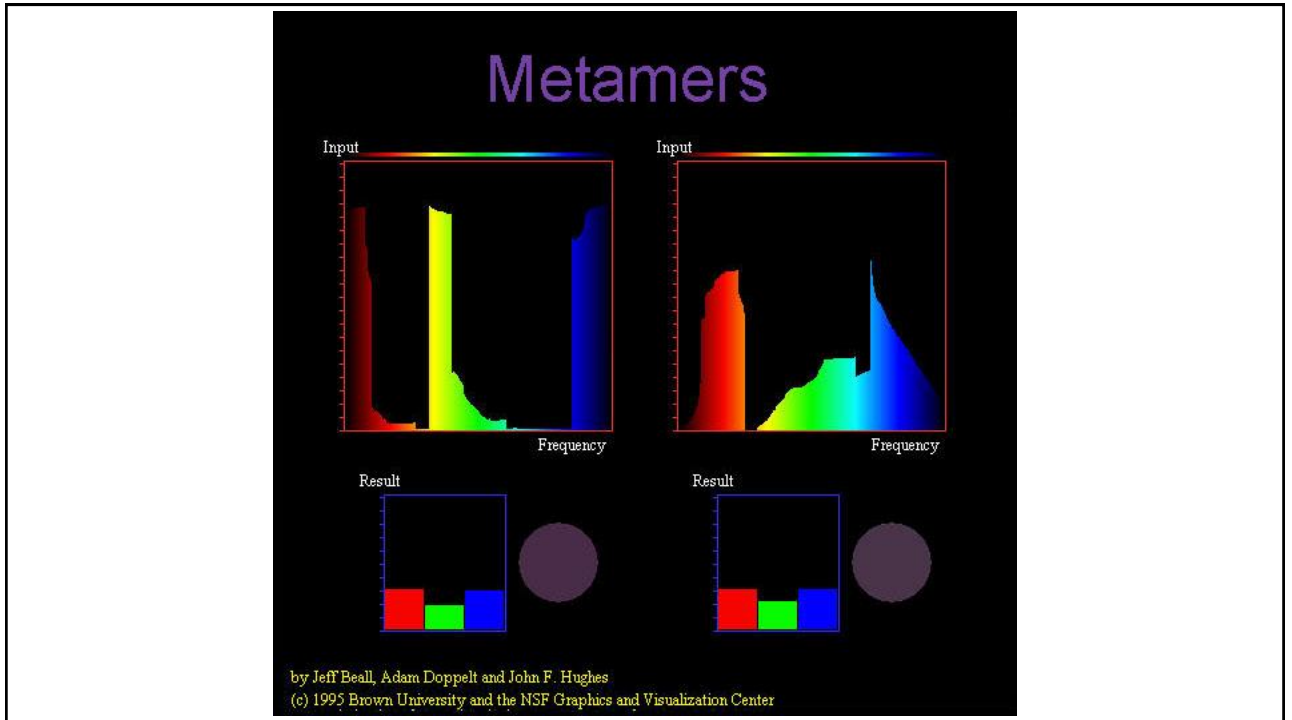 Metamers
Input
Input
Frequency
Frequency
Result
Result
by Jeff Beall, Adam Doppelt and John F. Hughes
(c) 1995 Brown University and the NSF Graphics and Visualization Center